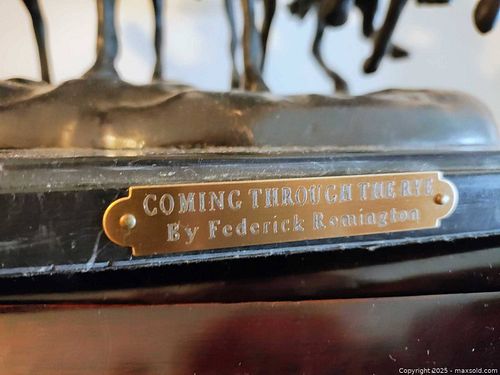 COMING THROUGH THE RYE
By Federick Remington
Copyright 2025 - maxsold.com